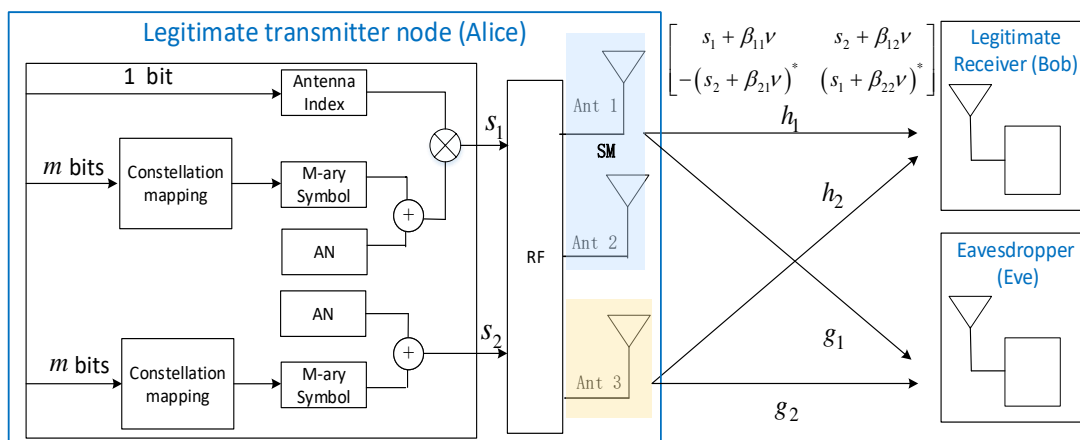 Legitimate transmitter node (Alice)
1 bit
Antenna
Index
m bits
Constellation
mapping
M-ary
Symbol
+
AN
AN
+
m bits
Constellation
mapping
M-ary
Symbol
s₁
s₂
RF
Ant 1
SM
Ant 2
Ant 3
s₁ + β₁₁ν s₂ + β₁₂ν
−(s₂ + β₂₁ν)* (s₁ + β₂₂ν)*
h₁
h₂
g₁
g₂
Legitimate
Receiver (Bob)
Eavesdropper
(Eve)